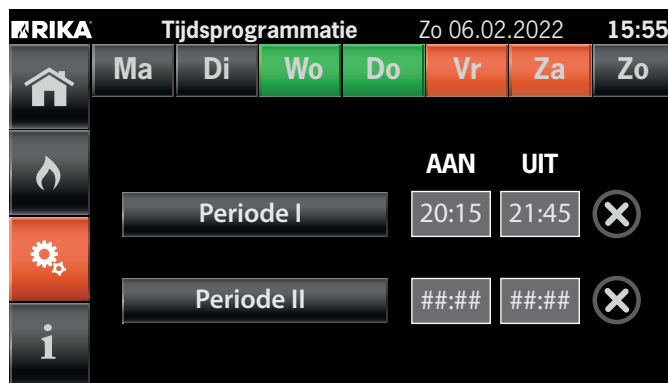 RIKA Tijdsprogrammatie Zo 06.02.2022 15:55
Ma Di Wo Do Vr Za Zo
AAN UIT
Periode I 20:15 21:45
Periode II ##:## ##:##
i